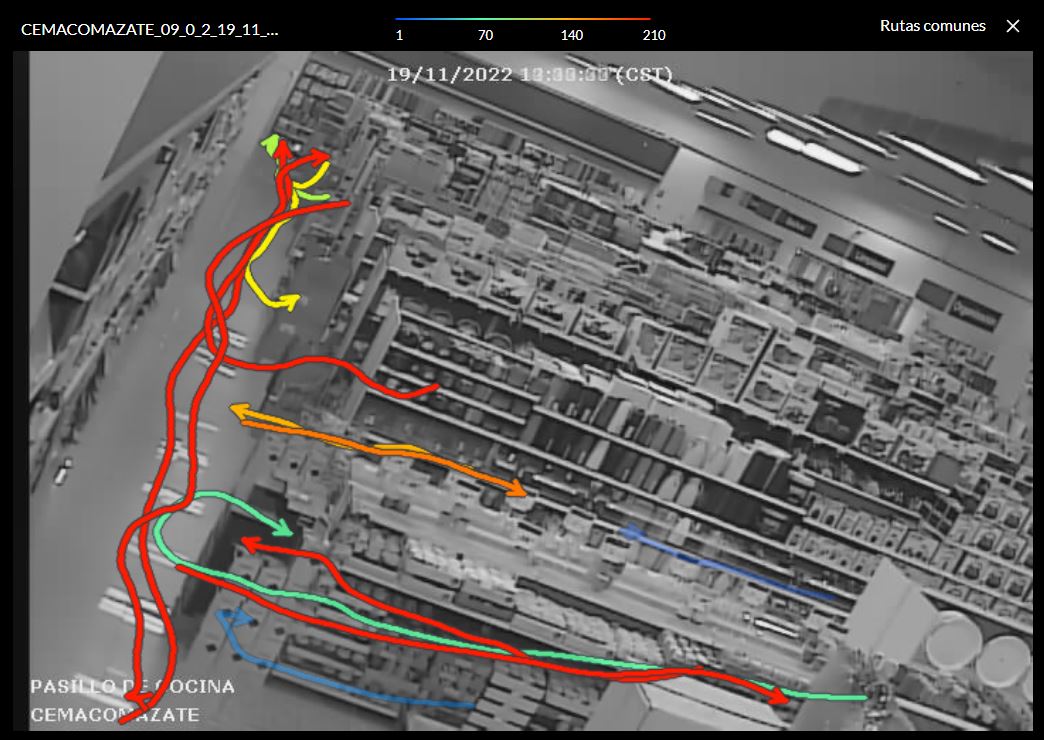 CEMACOMAZATE_09_0_2_19_11_...
1 70 140 210
Rutas comunes
19/11/2022 (CST)
PASILLO DE COCINA
CEMACOMAZATE